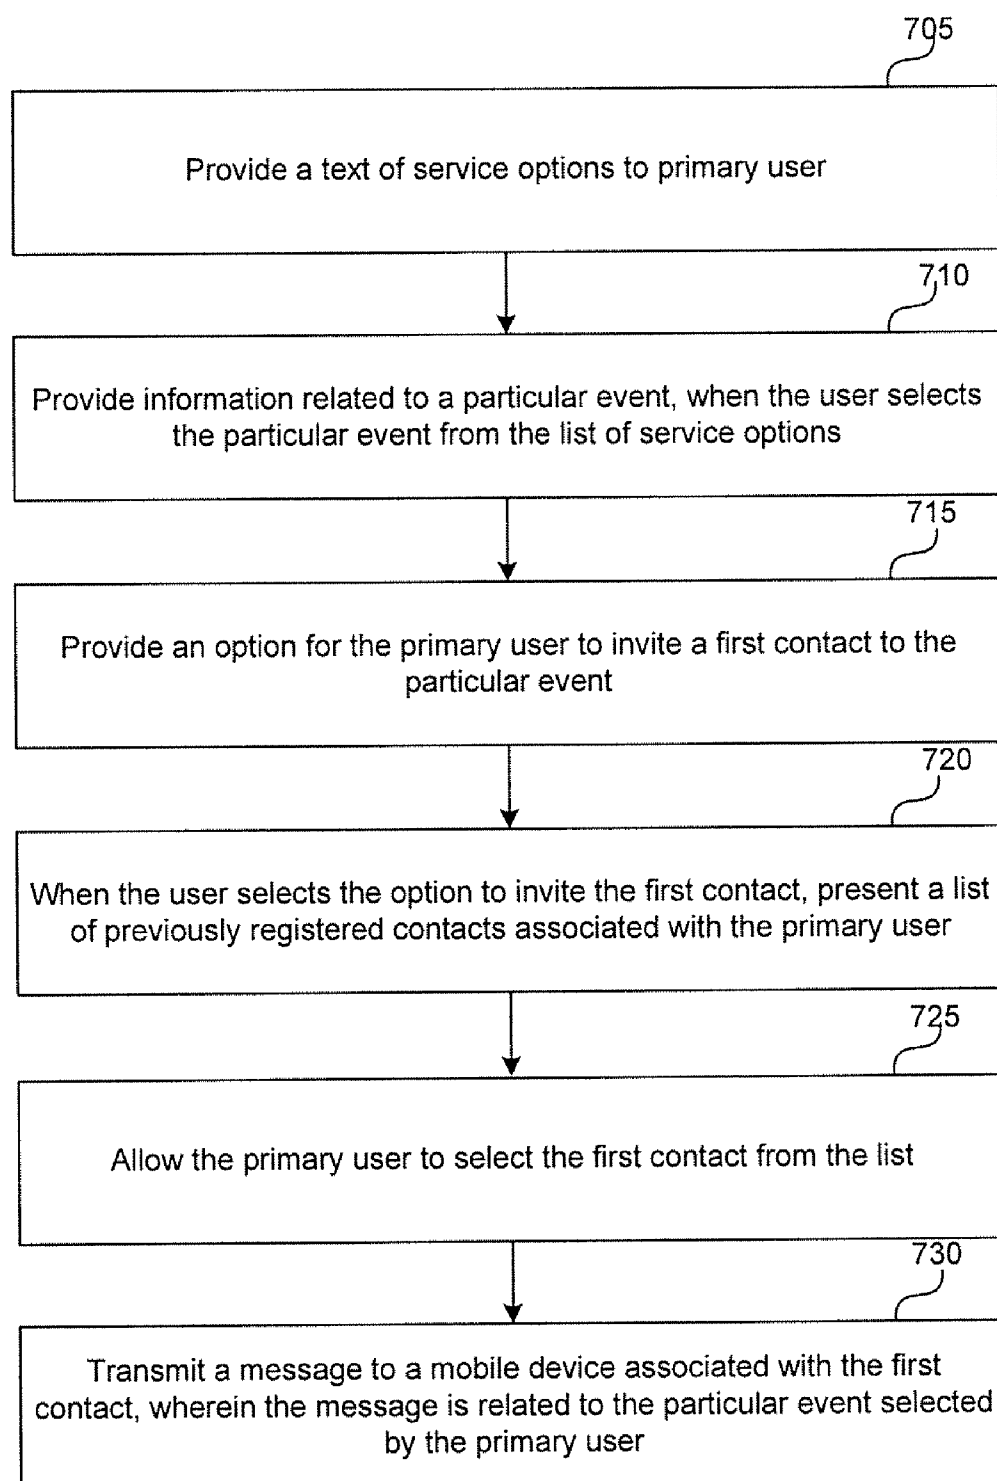 705
Provide a text of service options to primary user
710
Provide information related to a particular event, when the user selects
the particular event from the list of service options
715
Provide an option for the primary user to invite a first contact to the
particular event
720
When the user selects the option to invite the first contact, present a list
of previously registered contacts associated with the primary user
725
Allow the primary user to select the first contact from the list
730
Transmit a message to a mobile device associated with the first
contact, wherein the message is related to the particular event selected
by the primary user